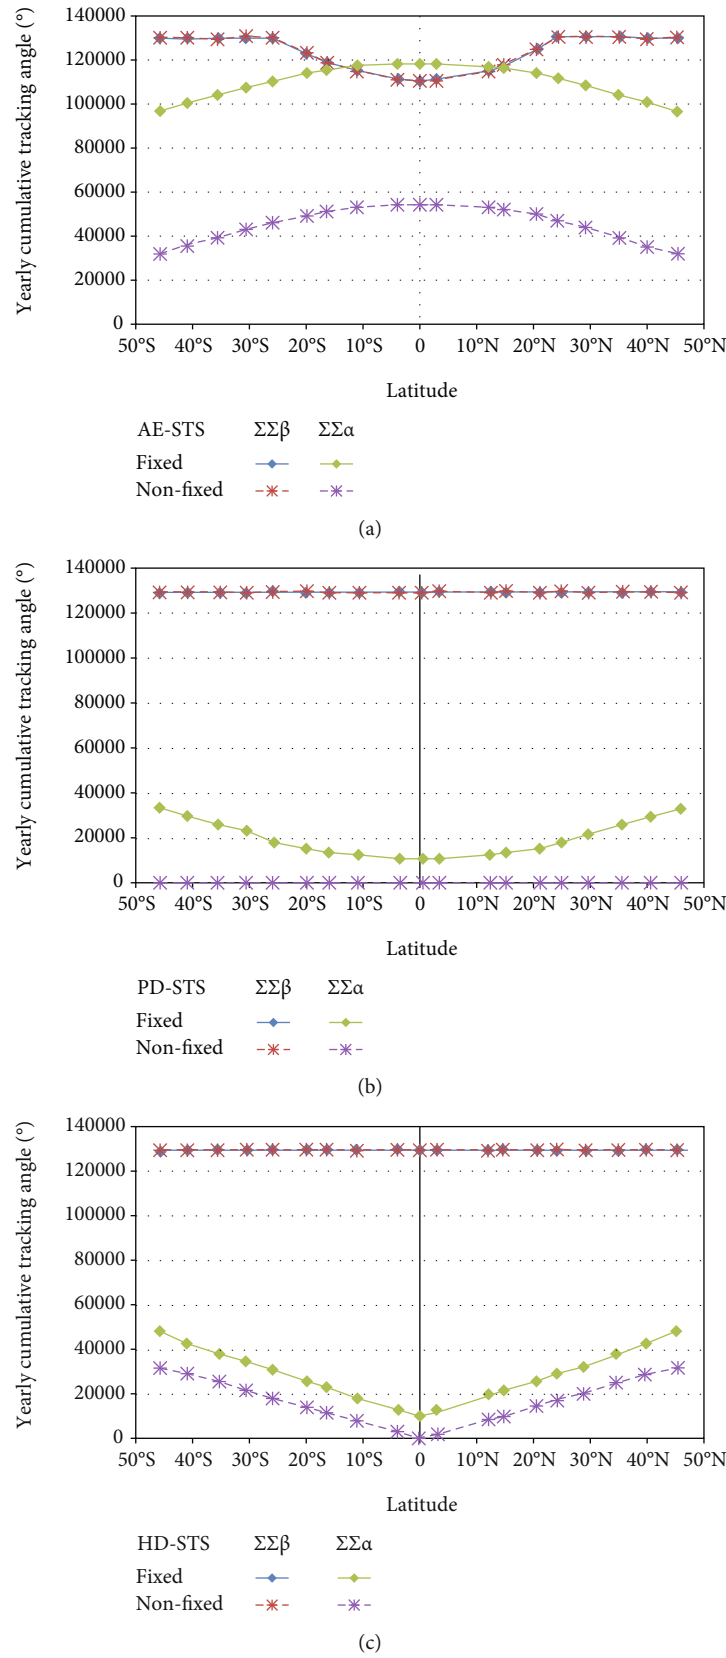 Yearly cumulative tracking angle (°)
140000
120000
100000
80000
60000
40000
20000
0
50°S 40°S 30°S 20°S 10°S 0 10°N 20°N 30°N 40°N 50°N
Latitude
AE-STS ΣΣβ ΣΣα
Fixed
Non-fixed
(a)
Yearly cumulative tracking angle (°)
140000
120000
100000
80000
60000
40000
20000
0
50°S 40°S 30°S 20°S 10°S 0 10°N 20°N 30°N 40°N 50°N
Latitude
PD-STS ΣΣβ ΣΣα
Fixed
Non-fixed
(b)
Yearly cumulative tracking angle (°)
140000
120000
100000
80000
60000
40000
20000
0
50°S 40°S 30°S 20°S 10°S 0 10°N 20°N 30°N 40°N 50°N
Latitude
HD-STS ΣΣβ ΣΣα
Fixed
Non-fixed
(c)